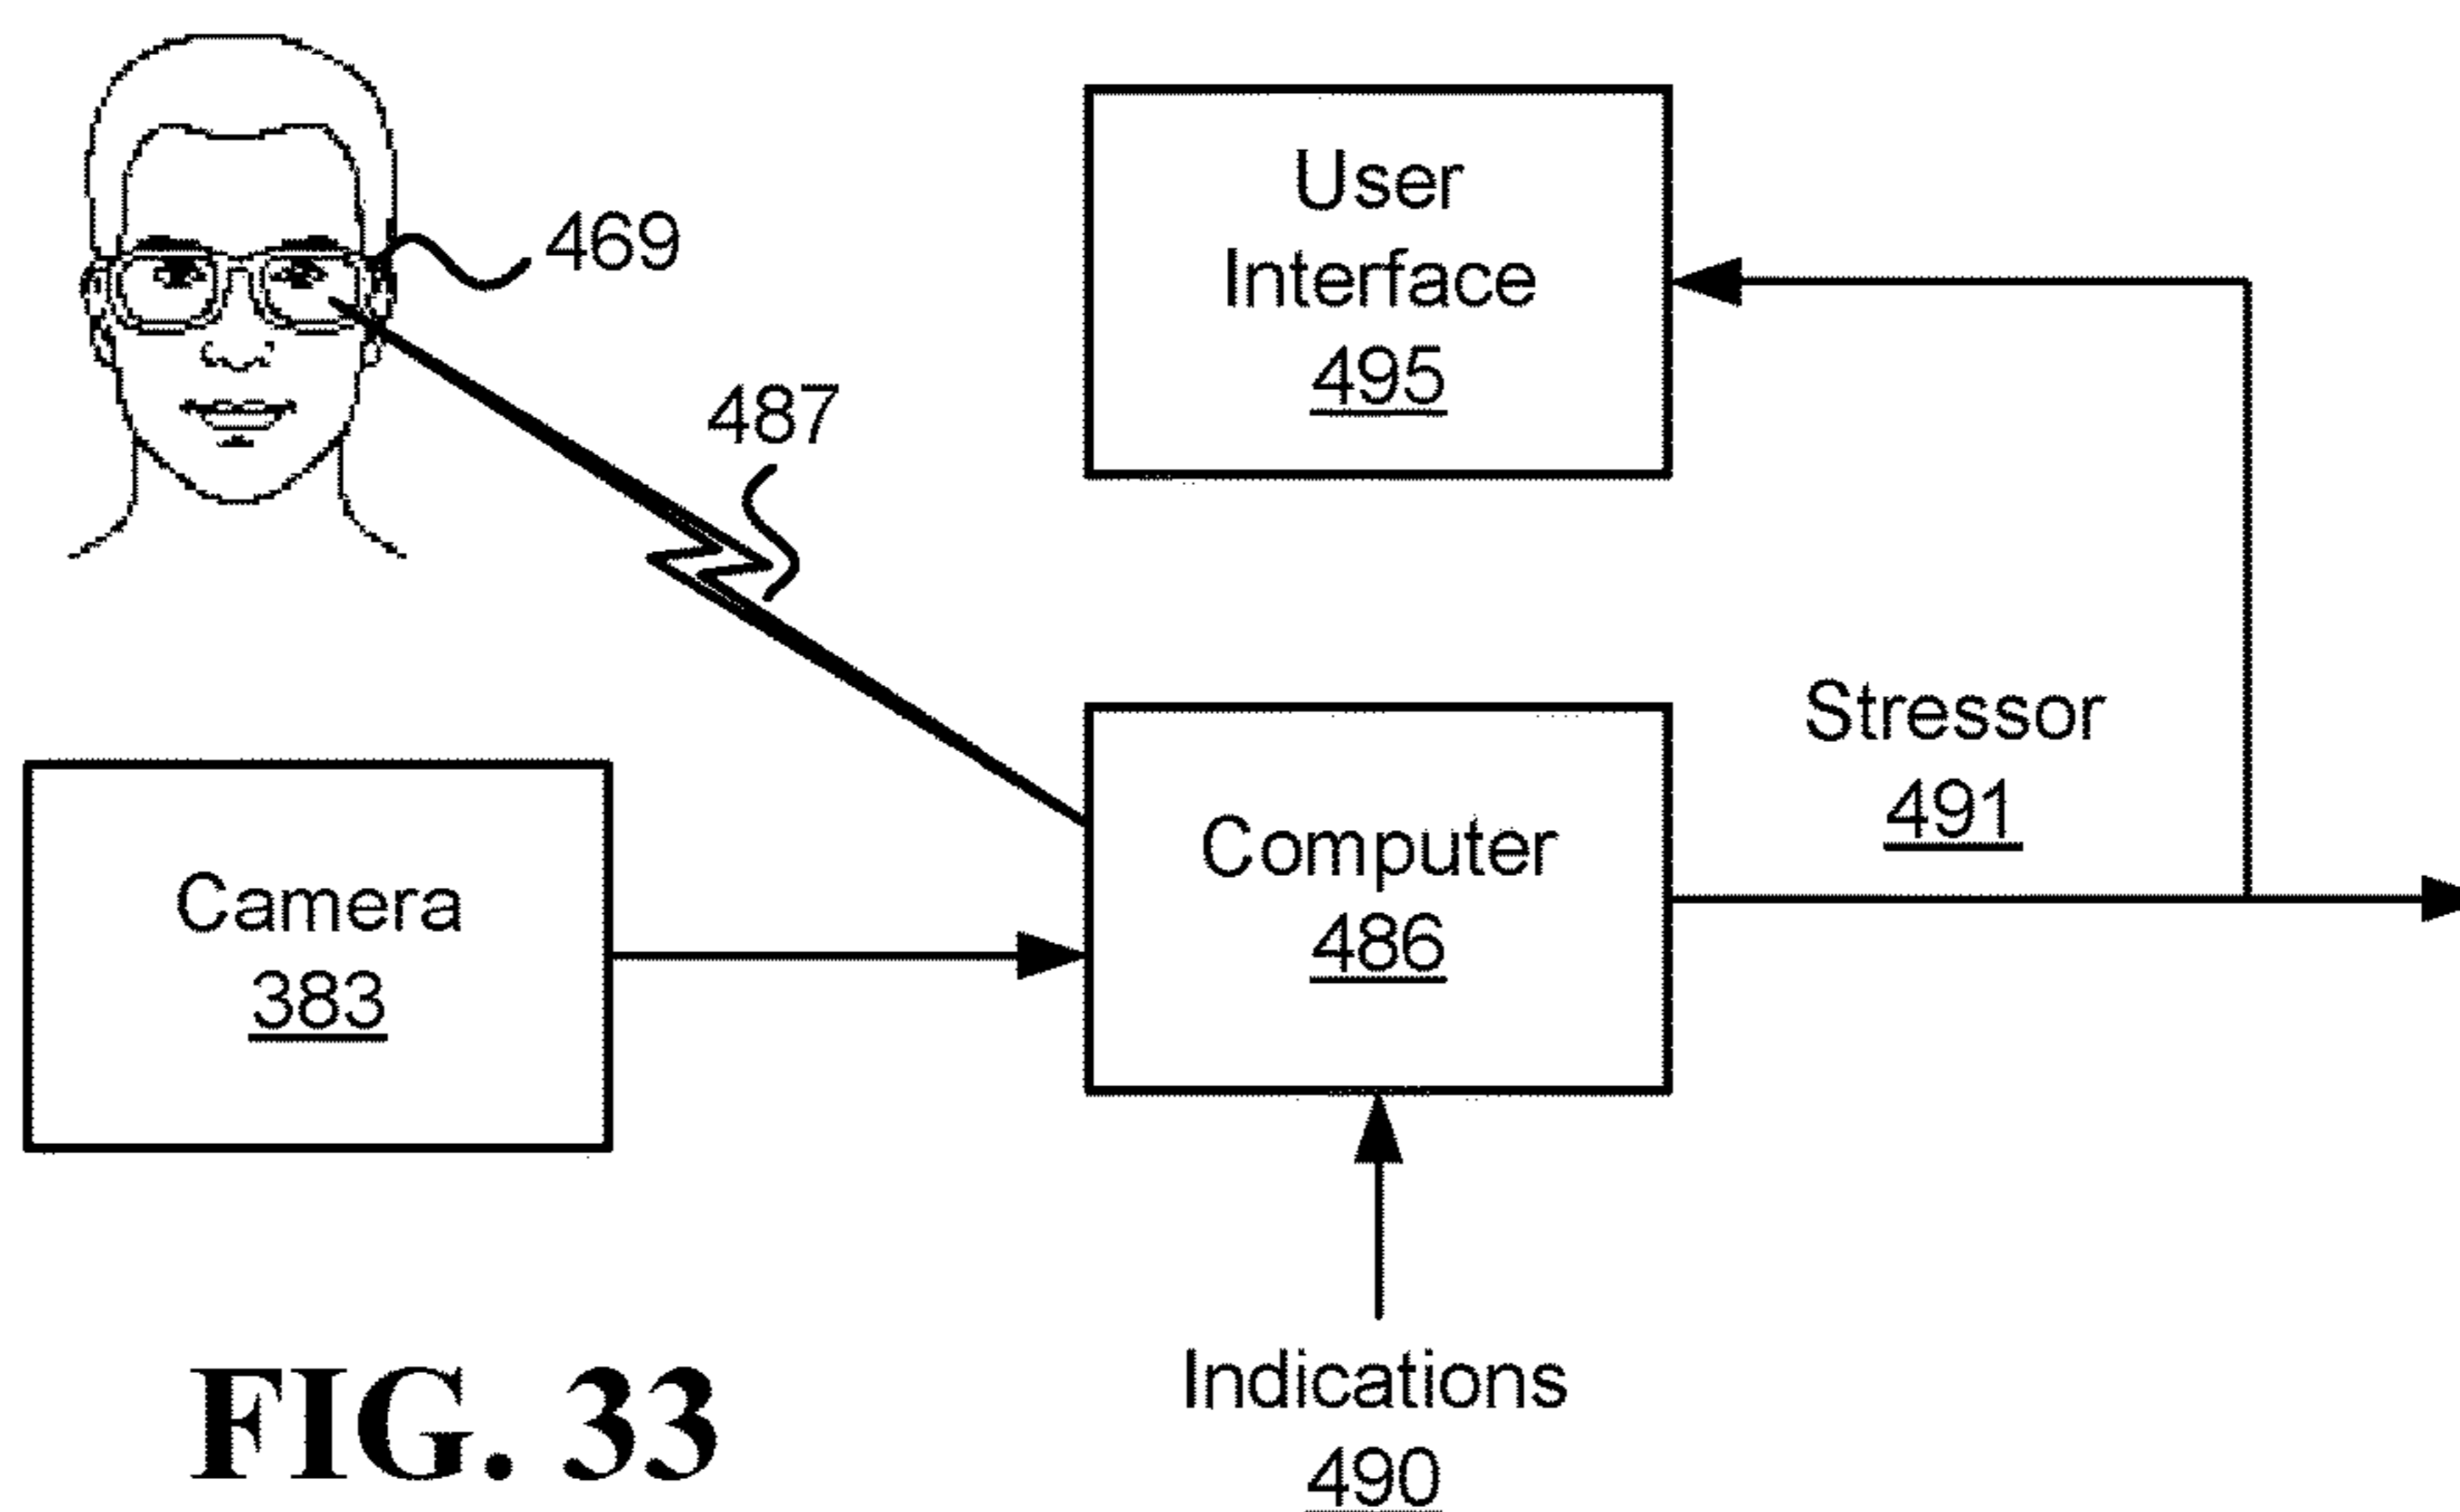 469
487
User
Interface
495
Stressor
491
Camera
383
Computer
486
Indications
490
FIG. 33